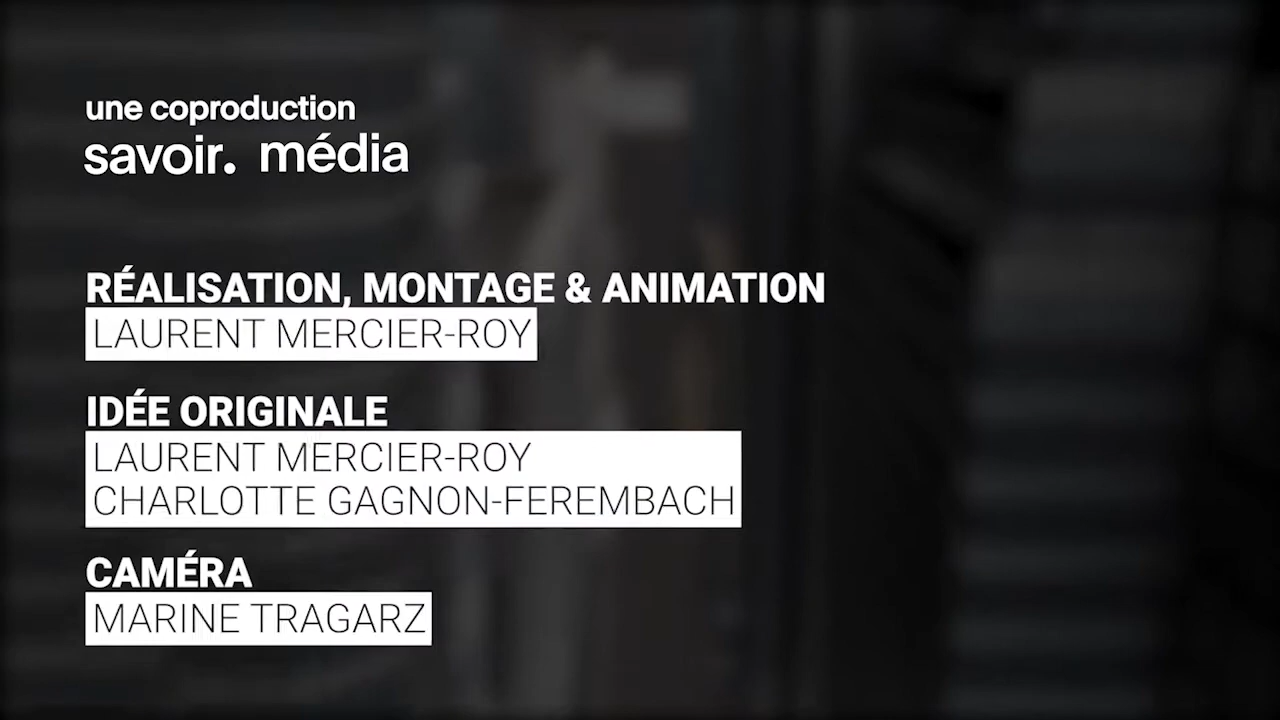 une coproduction
savoir. média
RÉALISATION, MONTAGE & ANIMATION
LAURENT MERCIER-ROY
IDÉE ORIGINALE
LAURENT MERCIER-ROY
CHARLOTTE GAGNON-FEREMBACH
CAMÉRA
MARINE TRAGARZ